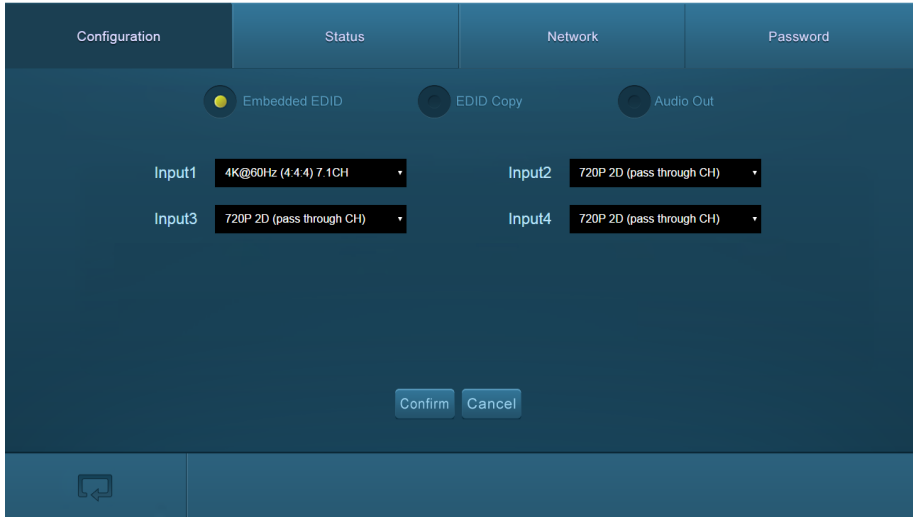 Configuration Status Network Password
Embedded EDID EDID Copy Audio Out
Input1 4K@60Hz (4:4:4) 7.1CH Input2 720P 2D (pass through CH)
Input3 720P 2D (pass through CH) Input4 720P 2D (pass through CH)
Confirm Cancel